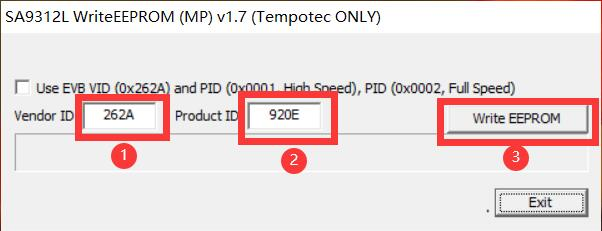 SA9312L WriteEEPROM (MP) v1.7 (Tempotec ONLY)
Use EVB VID (0x262A) and PID (0x0001, High Speed), PID (0x0002, Full Speed)
Vendor ID 262A Product ID 920E Write EEPROM
1 2 3
Exit